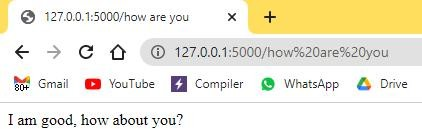 127.0.0.1:5000/how are you
127.0.0.1:5000/how%20are%20you
80+ Gmail YouTube Compiler WhatsApp Drive
I am good, how about you?